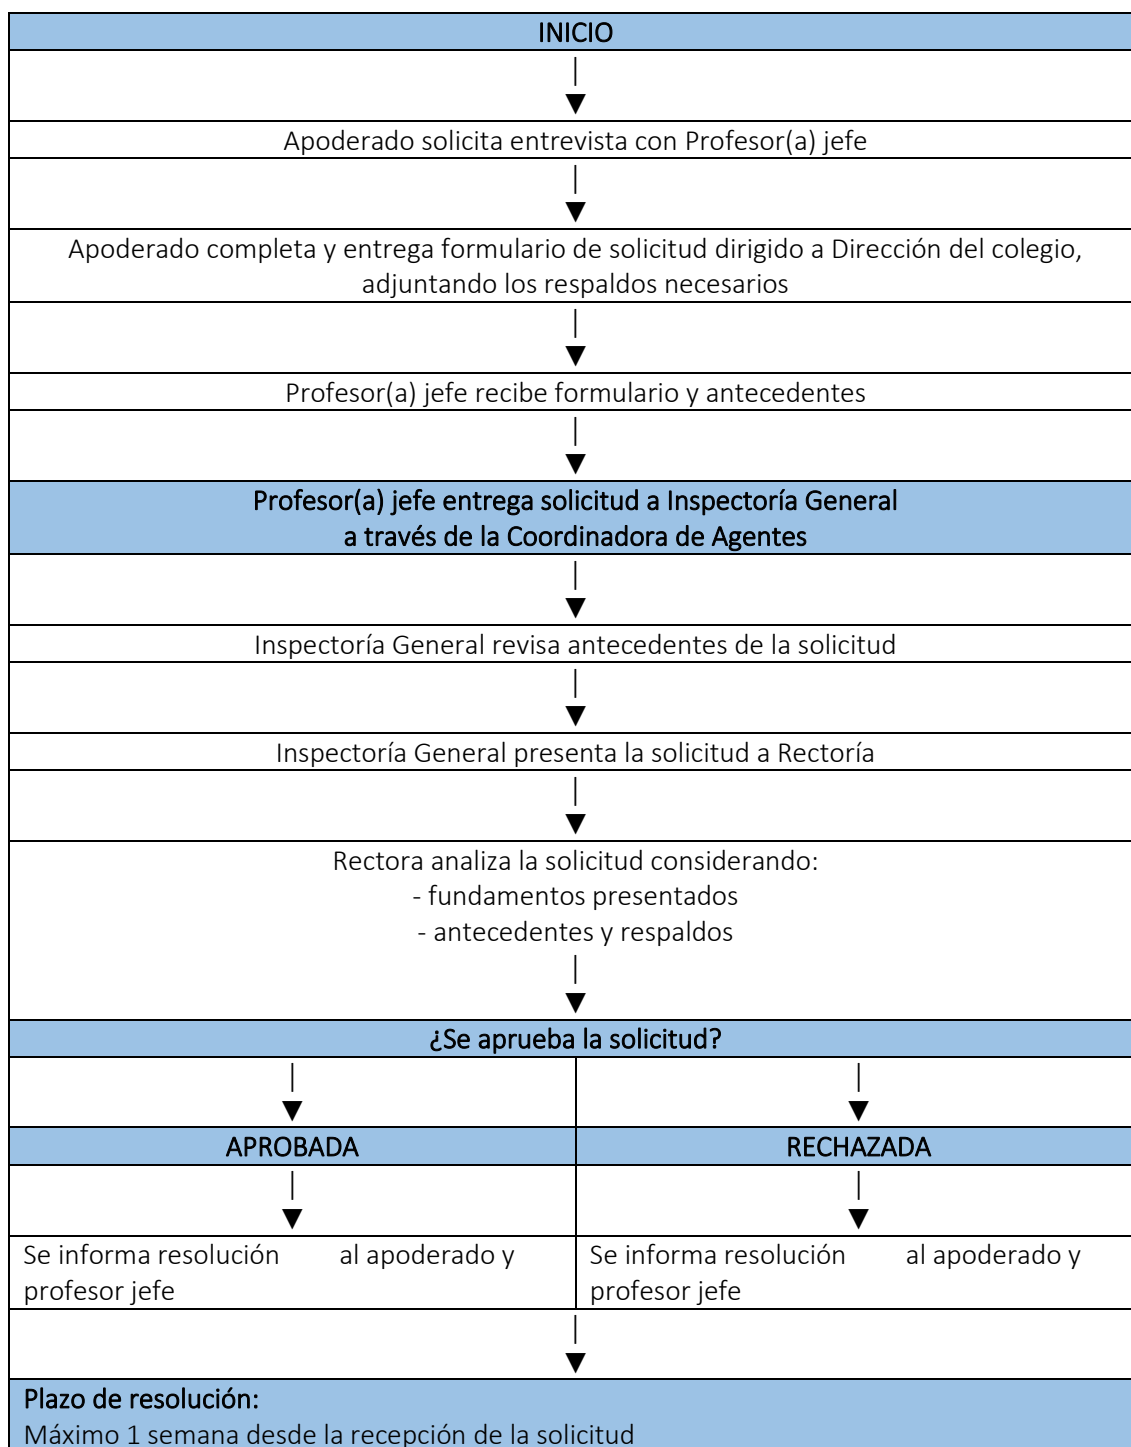 INICIO
Apoderado solicita entrevista con Profesor(a) jefe
Apoderado completa y entrega formulario de solicitud dirigido a Dirección del colegio,
adjuntando los respaldos necesarios
Profesor(a) jefe recibe formulario y antecedentes
Profesor(a) jefe entrega solicitud a Inspectoría General
a través de la Coordinadora de Agentes
Inspectoría General revisa antecedentes de la solicitud
Inspectoría General presenta la solicitud a Rectoría
Rectora analiza la solicitud considerando:
- fundamentos presentados
- antecedentes y respaldos
¿Se aprueba la solicitud?
APROBADA
RECHAZADA
Se informa resolución al apoderado y
profesor jefe
Se informa resolución al apoderado y
profesor jefe
Plazo de resolución:
Máximo 1 semana desde la recepción de la solicitud